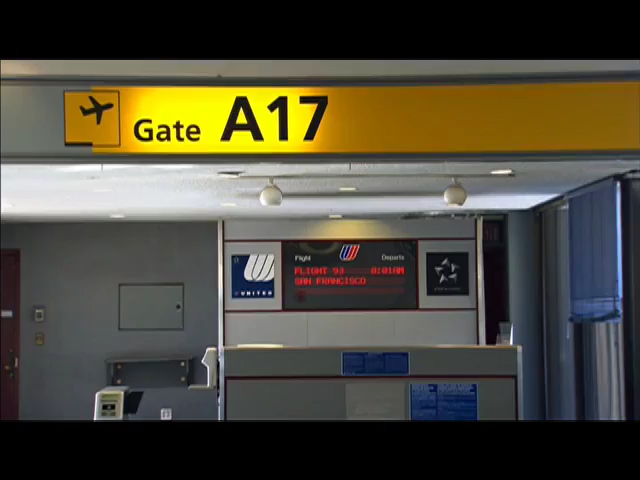 Gate A17
Flight Departs
FLIGHT 93 8:01AM
SAN FRANCISCO
UNITED